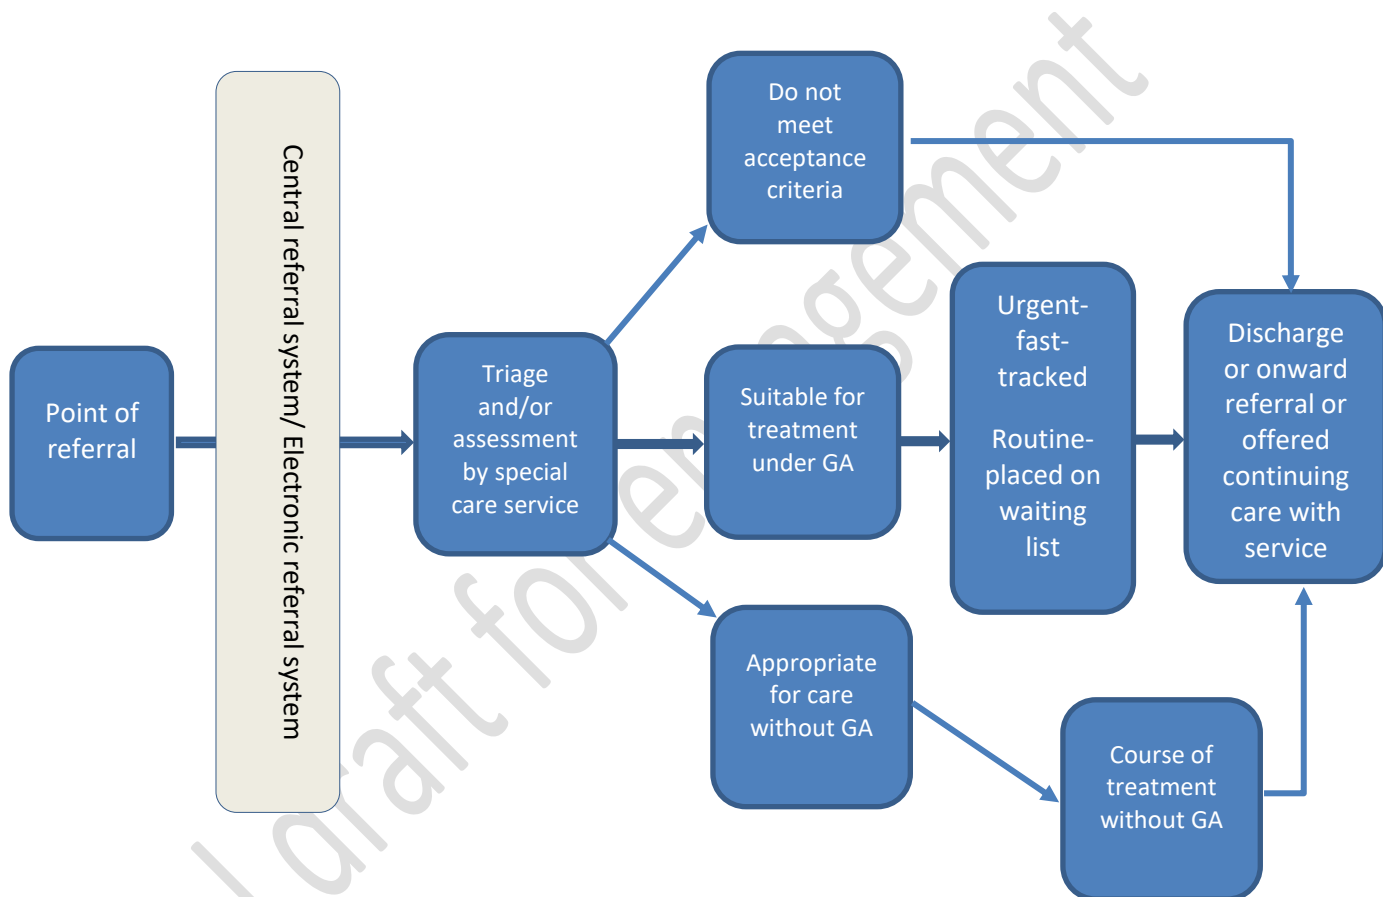 Point of
referral
Central referral system/ Electronic referral system
Triage
and/or
assessment
by special
care service
Do not
meet
acceptance
criteria
Suitable for
treatment
under GA
Appropriate
for care
without GA
Urgent-
fast-
tracked
Routine-
placed on
waiting
list
Course of
treatment
without GA
Discharge
or onward
referral or
offered
continuing
care with
service
draft for engagement